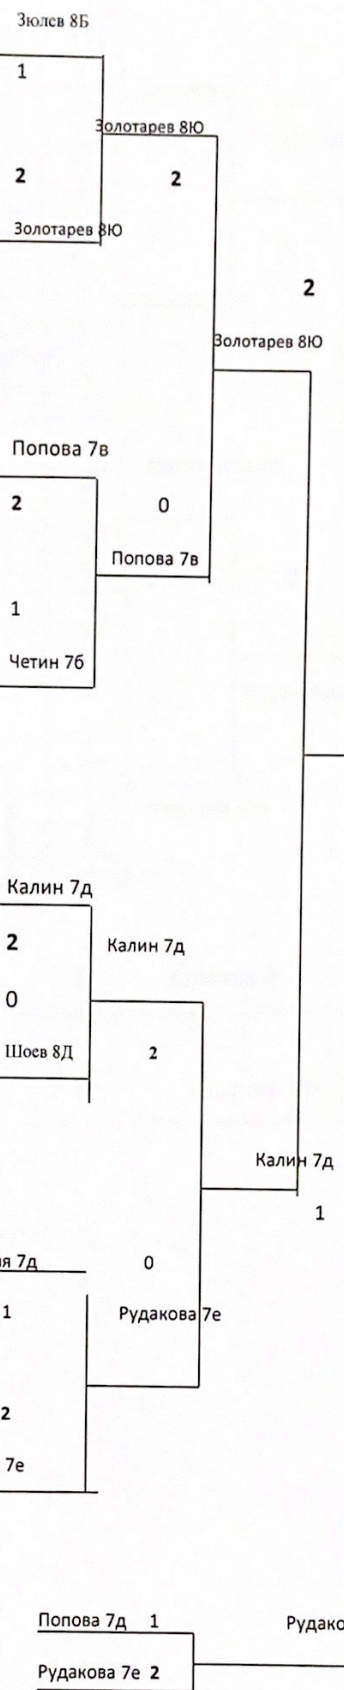 Зюлев 8Б
1
Золотарев 8Ю
2
2
Золотарев 8Ю
2
Золотарев 8Ю
Попова 7в
2
0
Попова 7в
1
Четин 7б
Калин 7д
2
Калин 7д
0
Шоев 8Д
2
Калин 7д
1
я 7д
0
1
Рудакова 7е
2
7е
Попова 7д 1
Рудако
Рудакова 7е 2